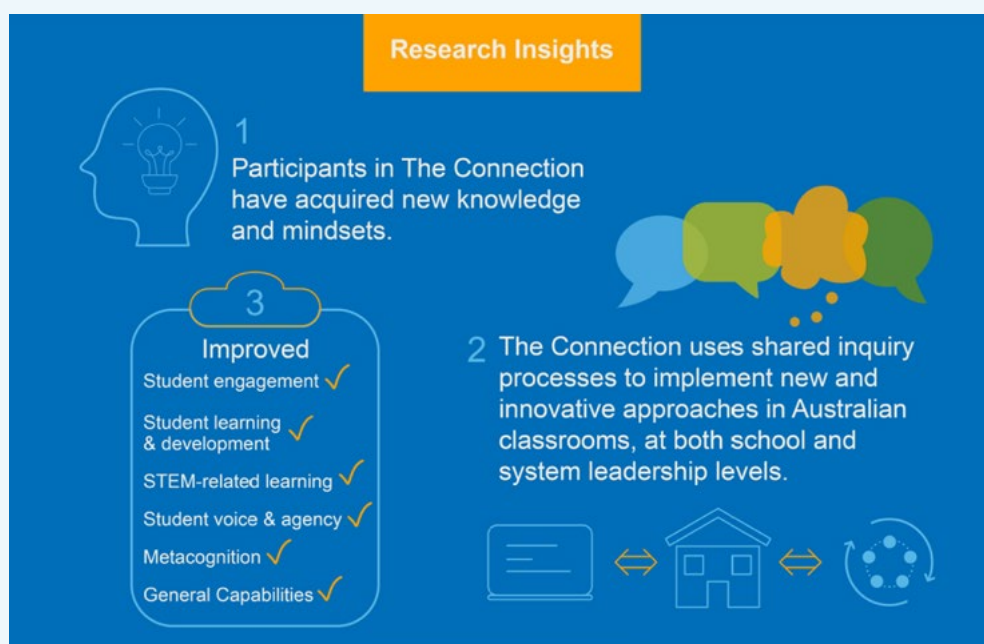 Research Insights
1
Participants in The Connection
have acquired new knowledge
and mindsets.
2
The Connection uses shared inquiry
processes to implement new and
innovative approaches in Australian
classrooms, at both school and
system leadership levels.
3
Improved
Student engagement
Student learning
& development
STEM-related learning
Student voice & agency
Metacognition
General Capabilities